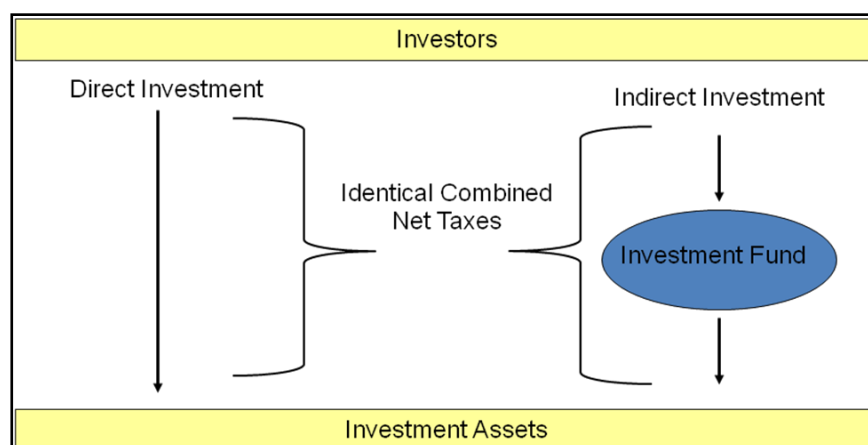 Investors
Direct Investment
Indirect Investment
Identical Combined
Net Taxes
Investment Fund
Investment Assets